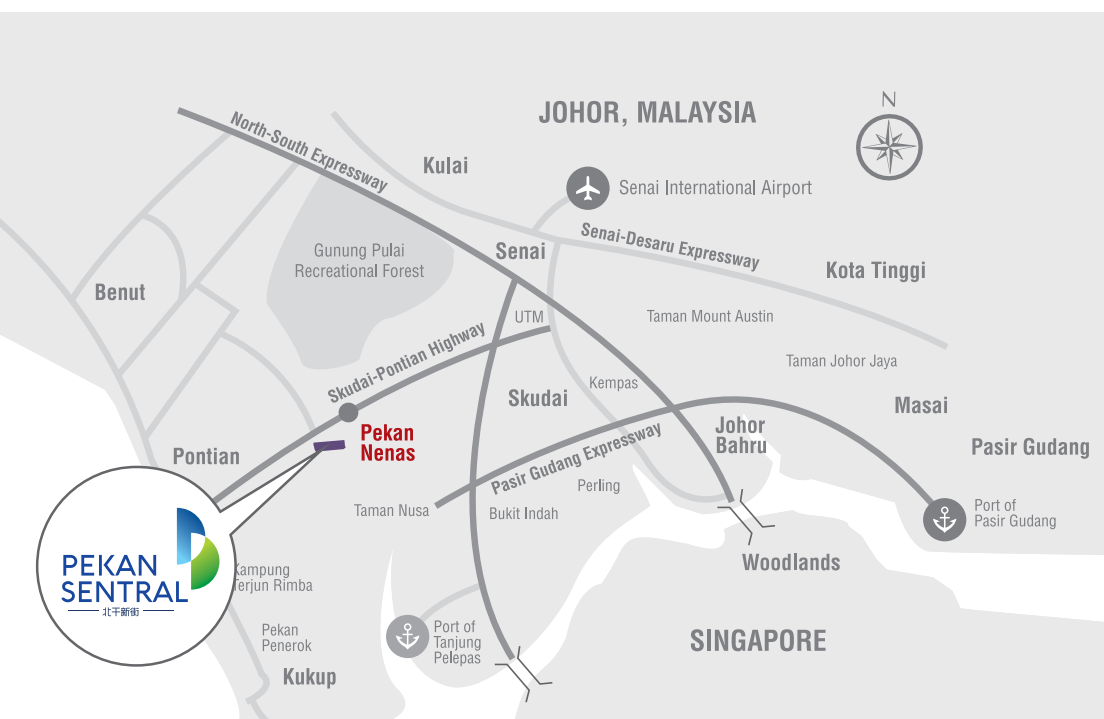 N
JOHOR, MALAYSIA
North-South Expressway
Kulai
Senai International Airport
Senai-Desaru Expressway
Gunung Pulai
Recreational Forest
Senai
Kota Tinggi
Benut
UTM
Taman Mount Austin
Skudai-Pontian Highway
Taman Johor Jaya
Kempas
Skudai
Masai
Pekan
Nenas
Johor
Bahru
Pasir Gudang
Pontian
Pasir Gudang Expressway
Perling
Taman Nusa
Bukit Indah
Port of
Pasir Gudang
Woodlands
PEKAN
SENTRAL
北干新街
Kampung
Terjun Rimba
Pekan
Penerok
Port of
Tanjung
Pelepas
SINGAPORE
Kukup